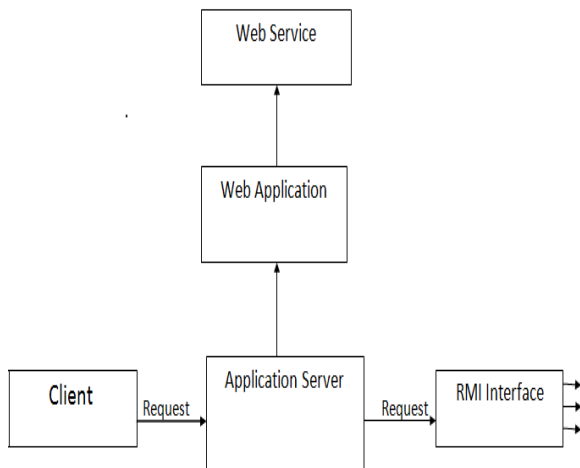 Web Service
Web Application
Client
Request
Application Server
Request
RMI Interface